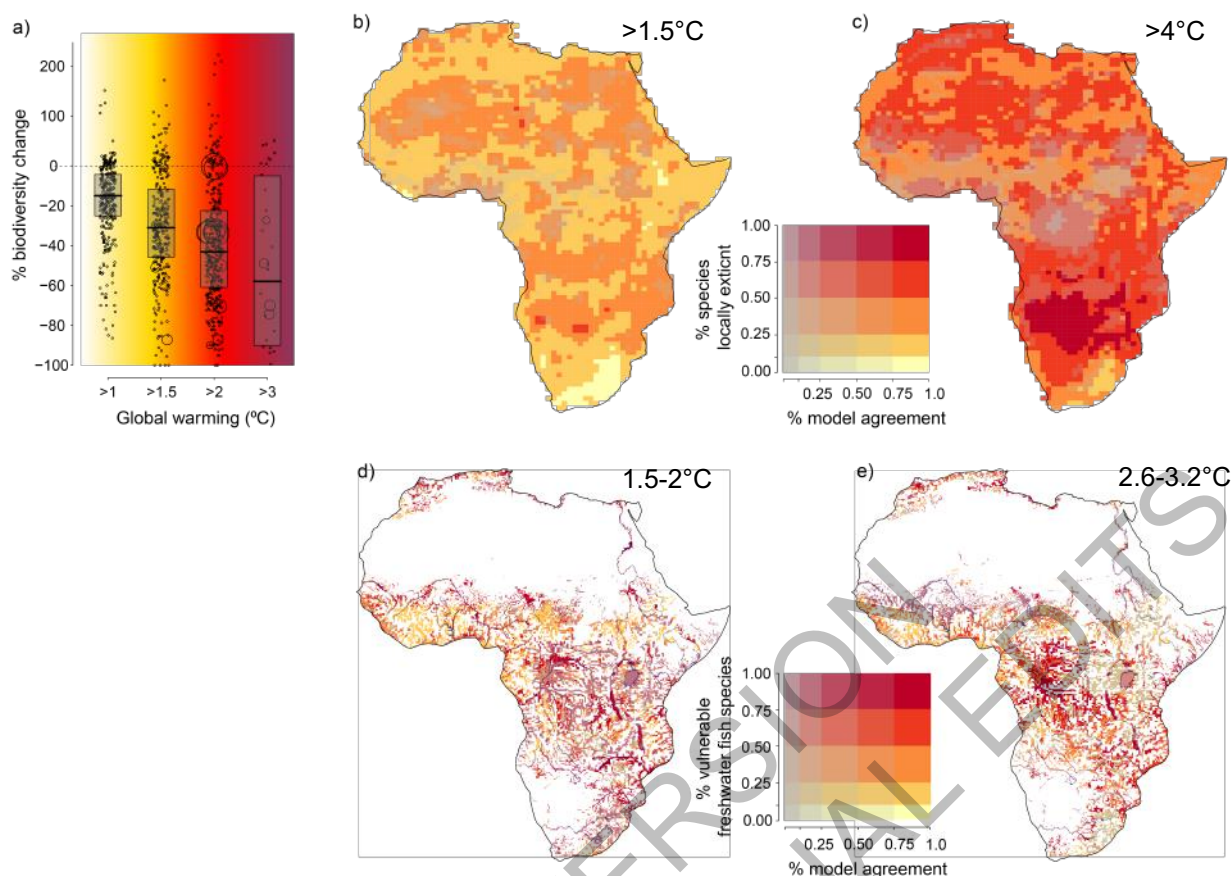 a)
% biodiversity change
200
100
0
−20
−40
−60
−80
−100
>1
>1.5
>2
>3
Global warming (ºC)
b)
>1.5°C
c)
>4°C
% species
locally exticnt
1.00
0.75
0.50
0.25
0.00
0.25
0.50
0.75
1.0
% model agreement
d)
1.5-2°C
e)
2.6-3.2°C
% vulnerable
freshwater fish species
1.00
0.75
0.50
0.25
0.00
0.25
0.50
0.75
1.0
% model agreement
VERSION
IAL EDITS